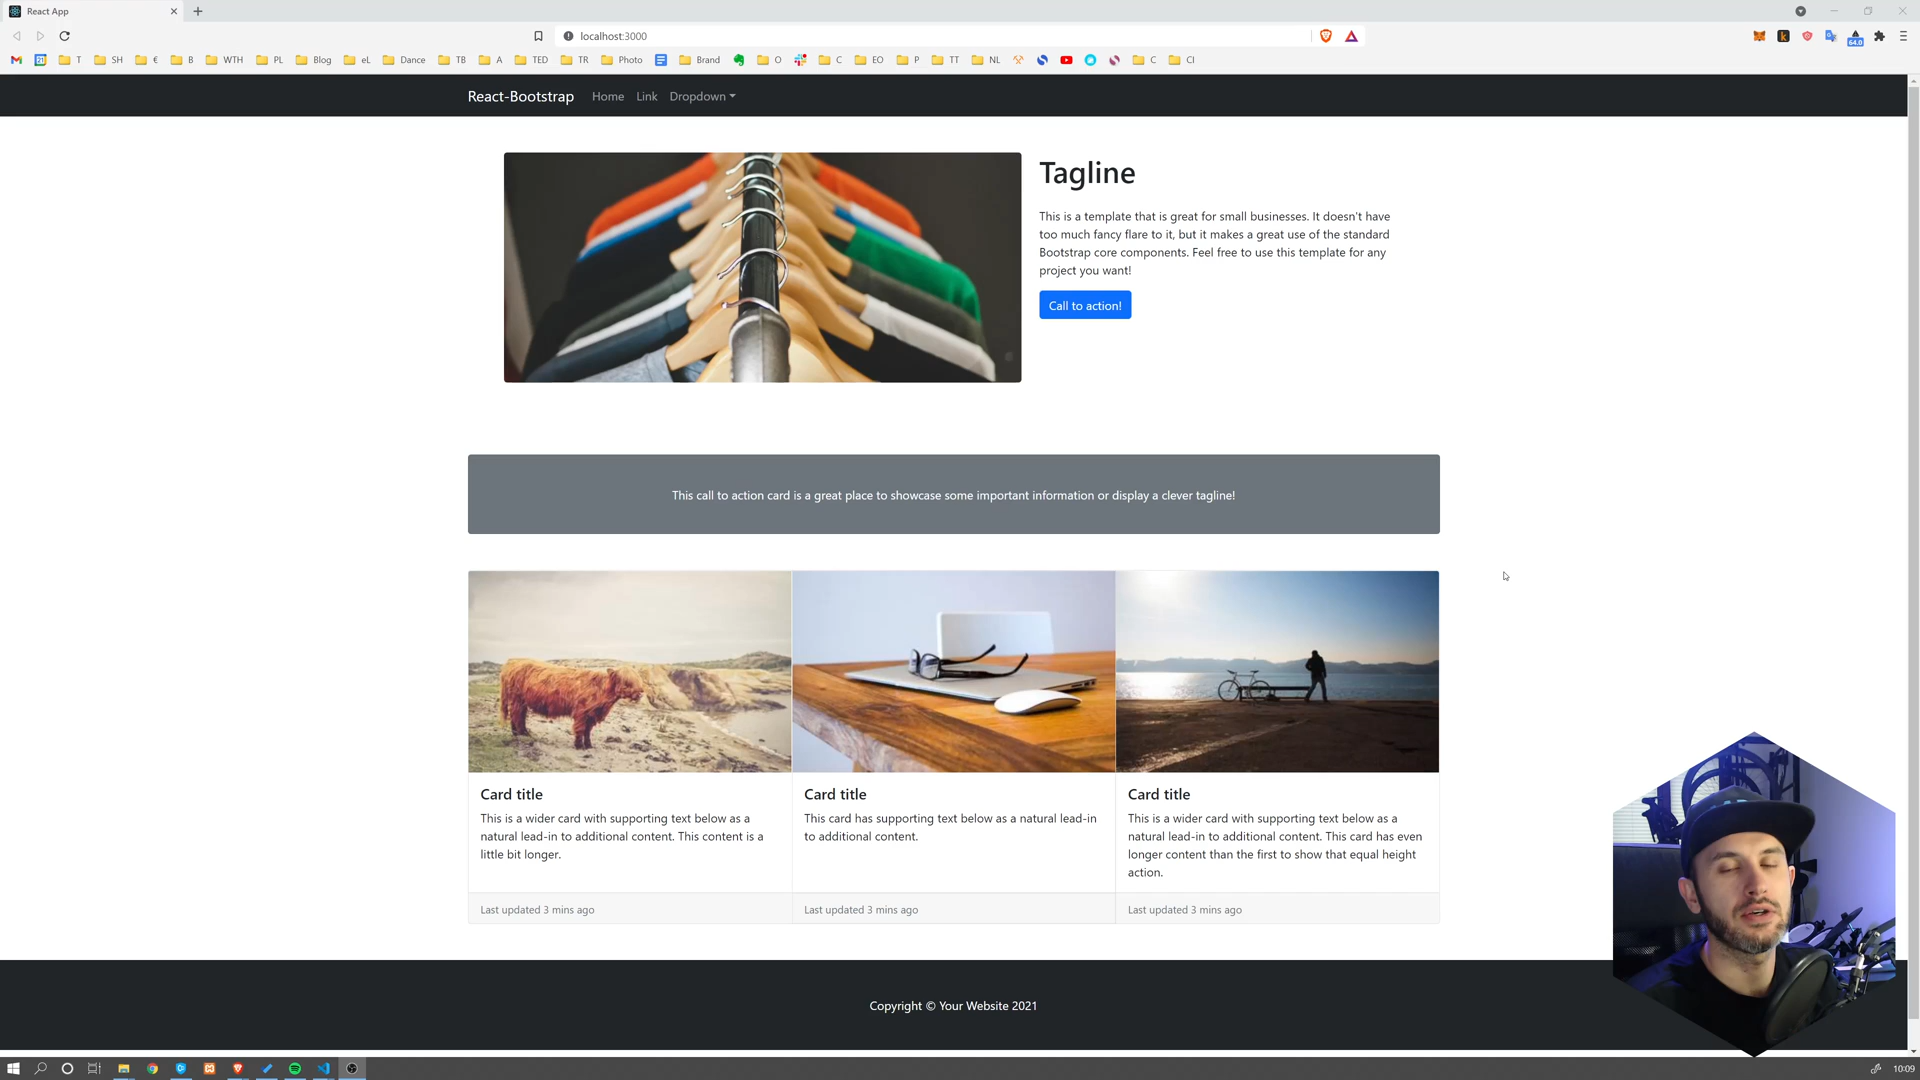 React App
localhost:3000
T SH € B WTH PL Blog eL Dance TB A TED TR Photo Brand O C EO P TT NL C CI
64.0
React-Bootstrap Home Link Dropdown
Tagline
This is a template that is great for small businesses. It doesn't have
too much fancy flare to it, but it makes a great use of the standard
Bootstrap core components. Feel free to use this template for any
project you want!
Call to action!
This call to action card is a great place to showcase some important information or display a clever tagline!
Card title
This is a wider card with supporting text below as a
natural lead-in to additional content. This content is a
little bit longer.
Last updated 3 mins ago
Card title
This card has supporting text below as a natural lead-in
to additional content.
Last updated 3 mins ago
Card title
This is a wider card with supporting text below as a
natural lead-in to additional content. This card has even
longer content than the first to show that equal height
action.
Last updated 3 mins ago
Copyright © Your Website 2021
10:09